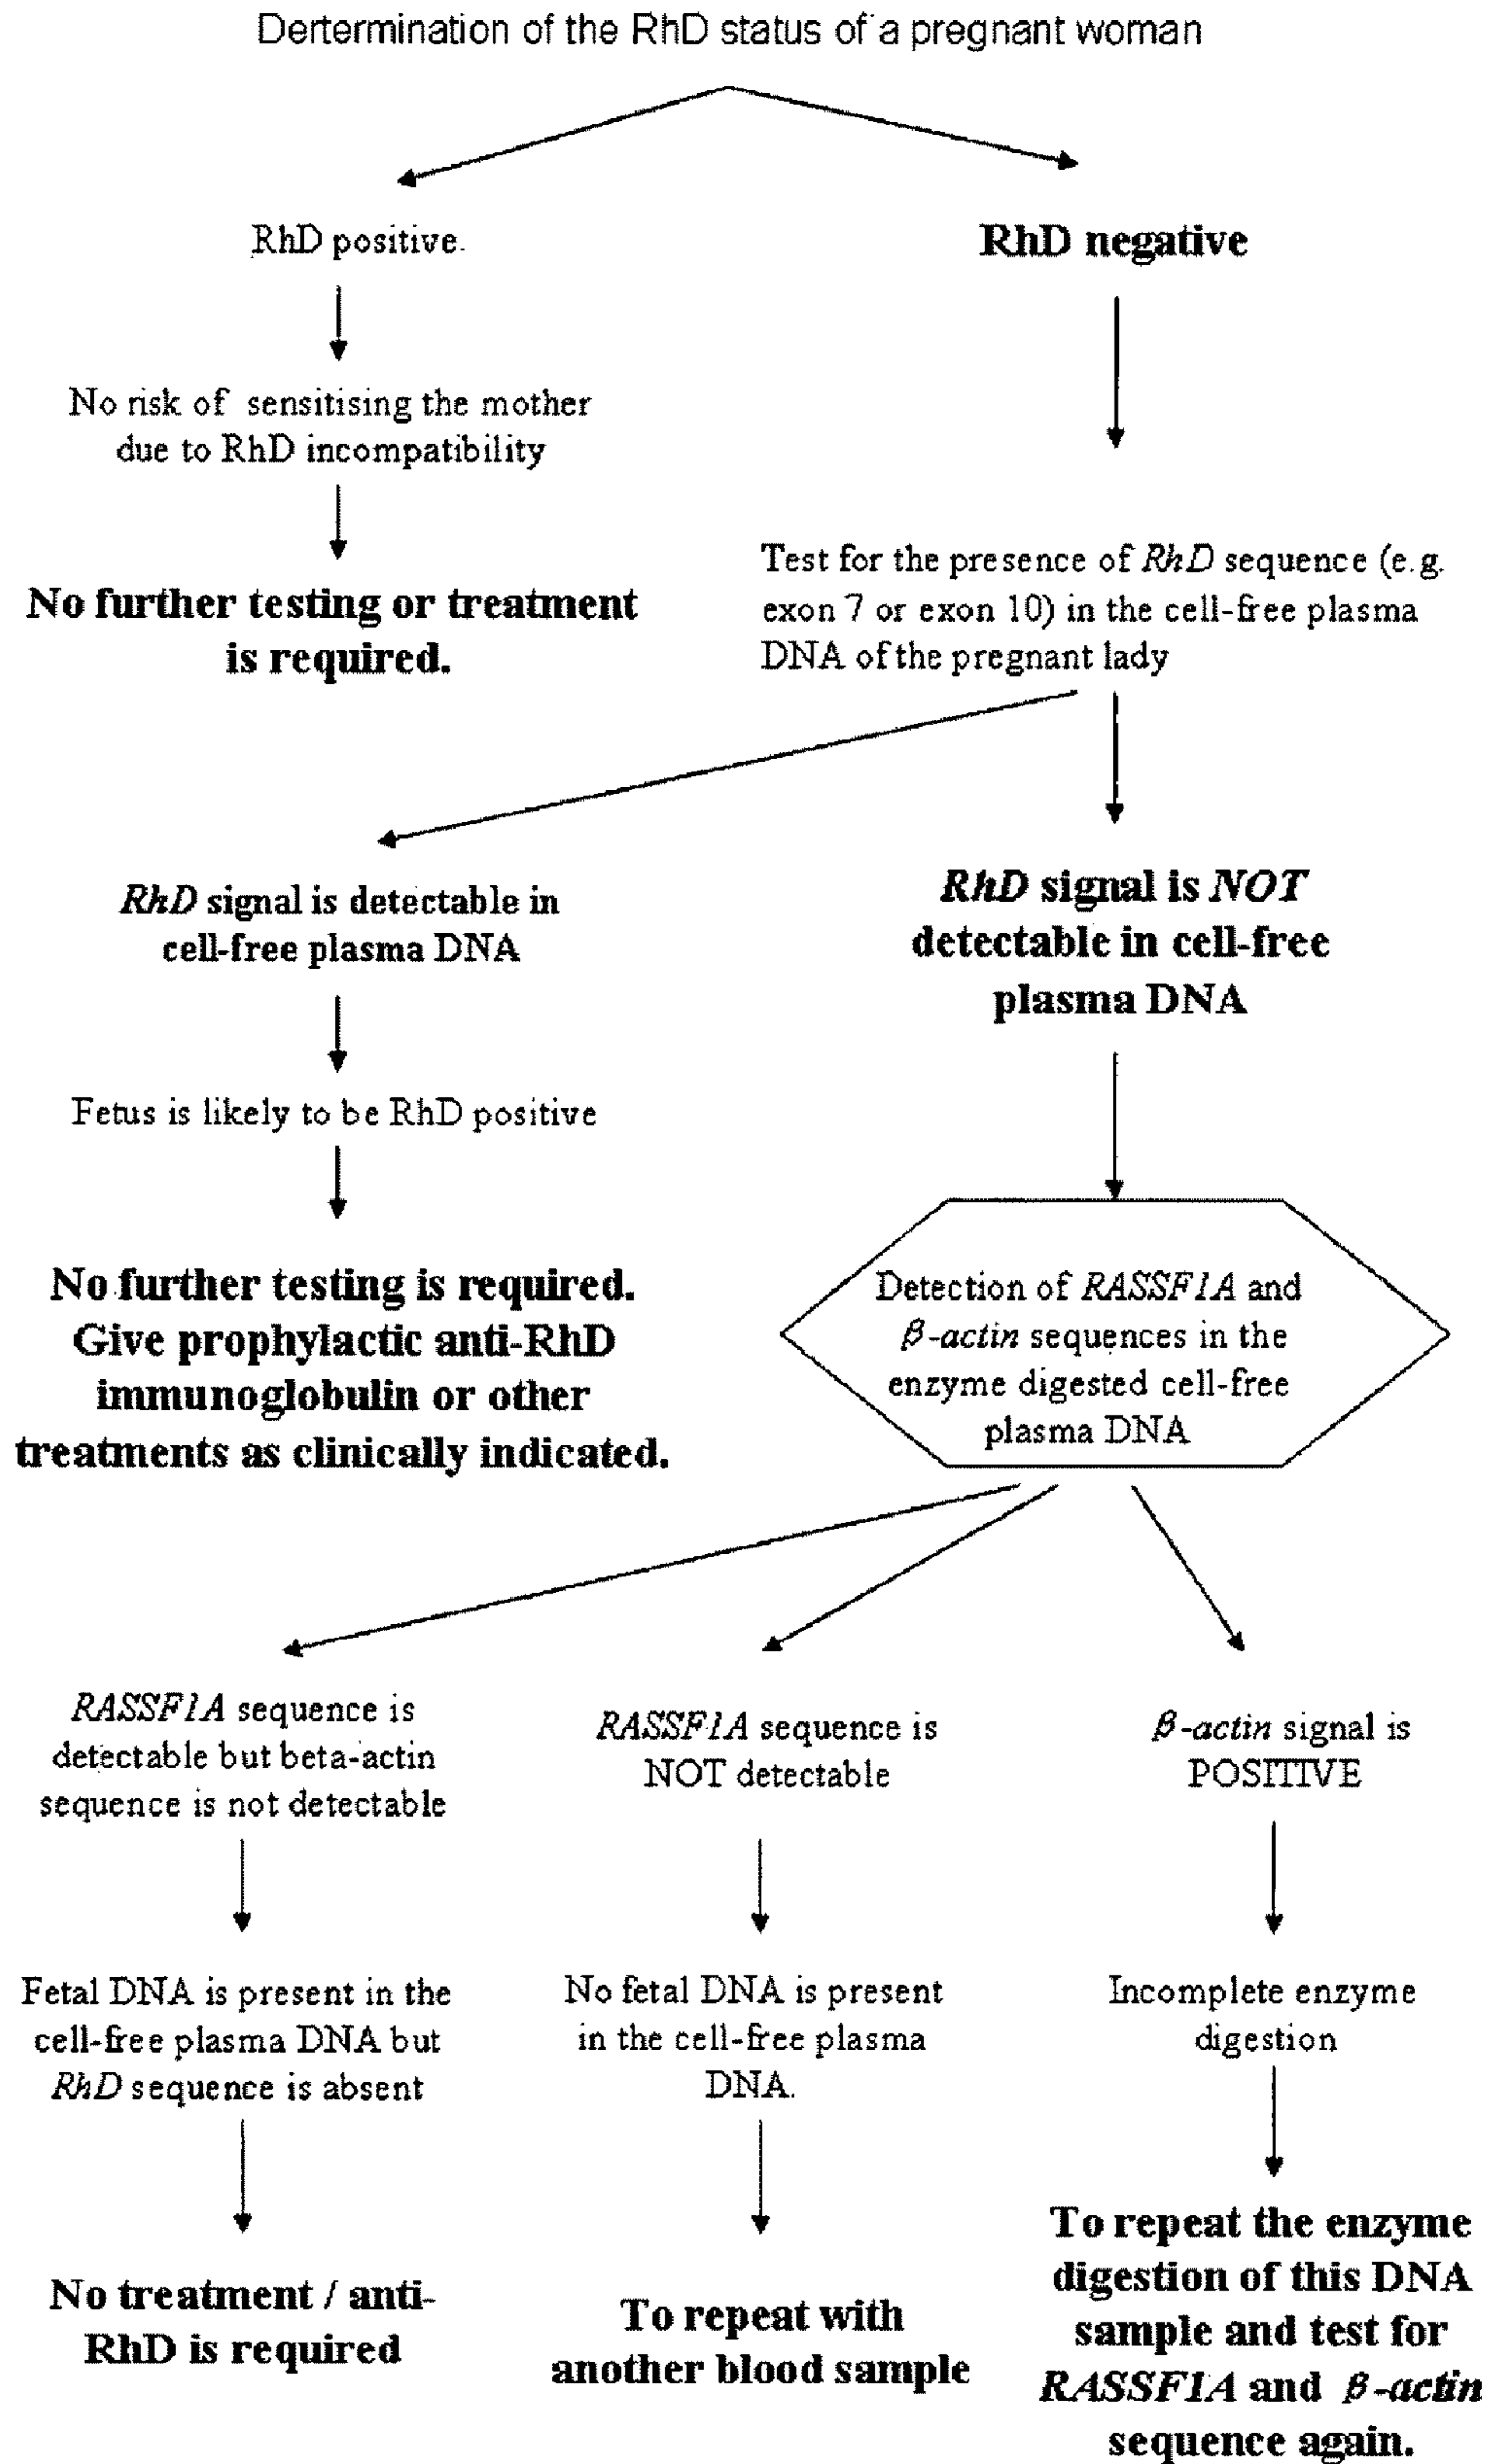 Dertermination of the RhD status of a pregnant woman
RhD positive.
RhD negative
No risk of sensitising the mother
due to RhD incompatibility
No further testing or treatment
is required.
Test for the presence of RhD sequence (e.g.
exon 7 or exon 10) in the cell-free plasma
DNA of the pregnant lady
RhD signal is detectable in
cell-free plasma DNA
RhD signal is NOT
detectable in cell-free
plasma DNA
Fetus is likely to be RhD positive
No further testing is required.
Give prophylactic anti-RhD
immunoglobulin or other
treatments as clinically indicated.
Detection of RASSF1A and
β-actin sequences in the
enzyme digested cell-free
plasma DNA
RASSF1A sequence is
detectable but beta-actin
sequence is not detectable
RASSF1A sequence is
NOT detectable
β-actin signal is
POSITIVE
Fetal DNA is present in the
cell-free plasma DNA but
RhD sequence is absent
No fetal DNA is present
in the cell-free plasma
DNA.
Incomplete enzyme
digestion
No treatment / anti-
RhD is required
To repeat with
another blood sample
To repeat the enzyme
digestion of this DNA
sample and test for
RASSF1A and β-actin
sequence again.